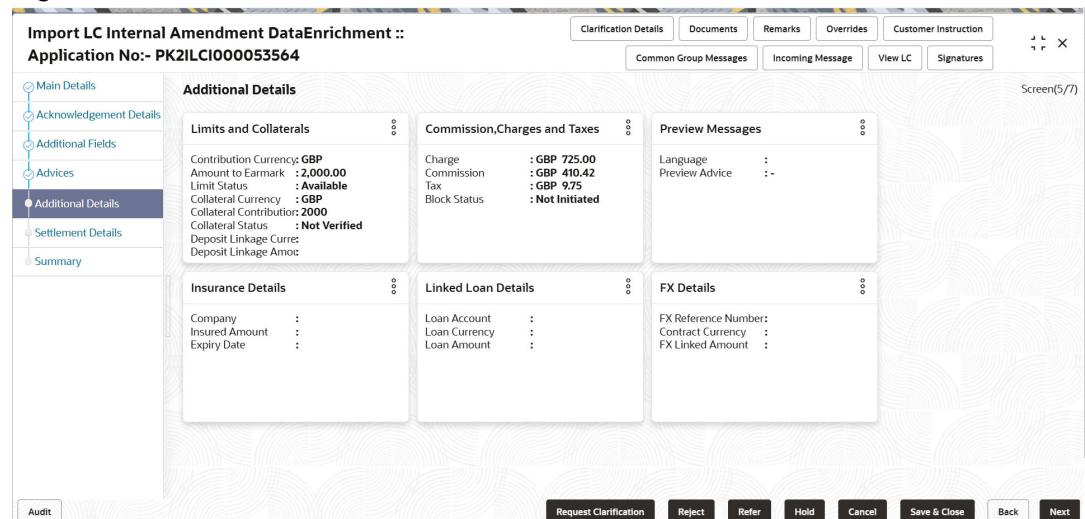 Import LC Internal Amendment DataEnrichment ::
Application No:- PK2ILCI000053564
Clarification Details
Documents
Remarks
Overrides
Customer Instruction
Common Group Messages
Incoming Message
View LC
Signatures
Main Details
Acknowledgement Details
Additional Fields
Advices
Additional Details
Settlement Details
Summary
Additional Details
Screen(5/7)
Limits and Collaterals
Contribution Currency: GBP
Amount to Earmark : 2,000.00
Limit Status : Available
Collateral Currency : GBP
Collateral Contribution: 2000
Collateral Status : Not Verified
Deposit Linkage Curre:
Deposit Linkage Amou:
Commission,Charges and Taxes
Charge : GBP 725.00
Commission : GBP 410.42
Tax : GBP 9.75
Block Status : Not Initiated
Preview Messages
Language :
Preview Advice : -
Insurance Details
Company :
Insured Amount :
Expiry Date :
Linked Loan Details
Loan Account :
Loan Currency :
Loan Amount :
FX Details
FX Reference Number:
Contract Currency :
FX Linked Amount :
Audit
Request Clarification
Reject
Refer
Hold
Cancel
Save & Close
Back
Next